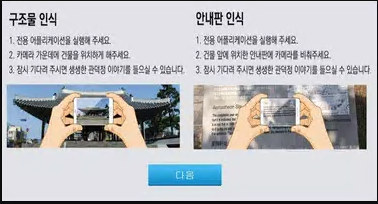 구조물 인식
1. 전용 어플리케이션을 실행해 주세요.
2. 카메라 가운데에 건물을 위치하게 해주세요.
3. 잠시 기다려 주시면 생생한 관덕정 이야기를 들으실 수 있습니다.
안내판 인식
1. 전용 어플리케이션을 실행해 주세요.
2. 건물 앞에 위치한 안내판에 카메라를 비춰주세요.
3. 잠시 기다려 주시면 생생한 관덕정 이야기를 들으실 수 있습니다.
다음